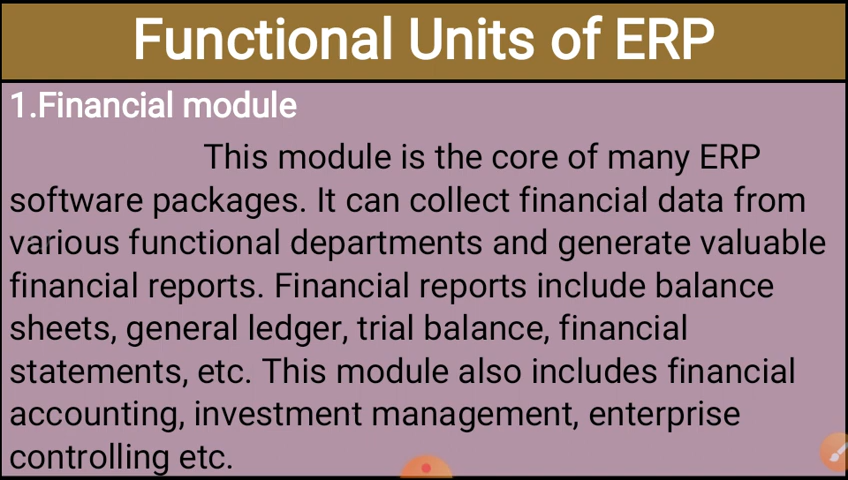 Functional Units of ERP
1.Financial module
This module is the core of many ERP
software packages. It can collect financial data from
various functional departments and generate valuable
financial reports. Financial reports include balance
sheets, general ledger, trial balance, financial
statements, etc. This module also includes financial
accounting, investment management, enterprise
controlling etc.